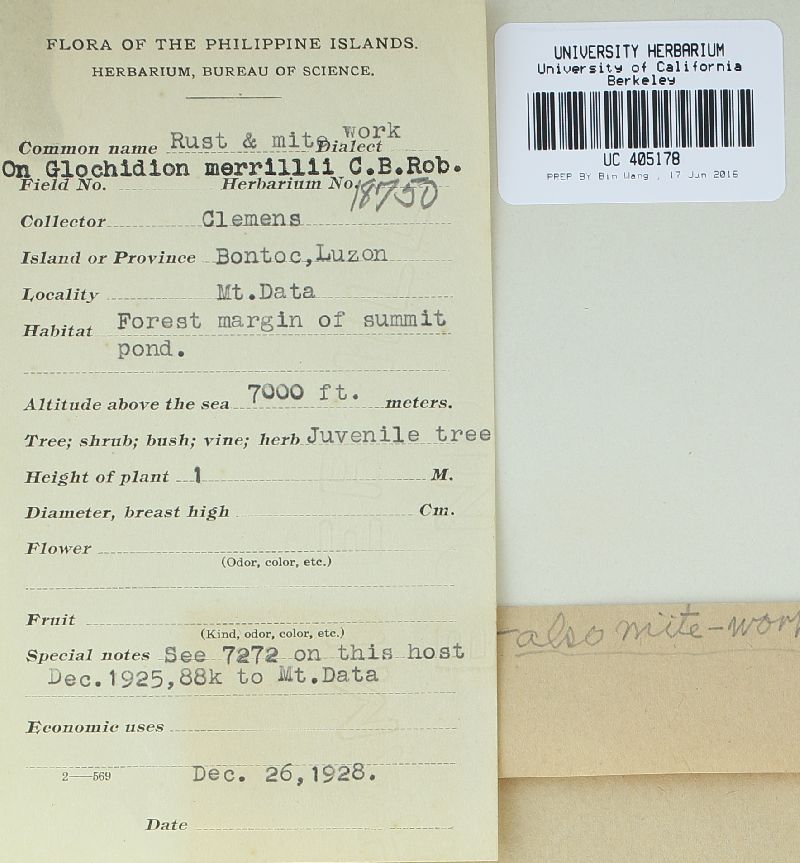 FLORA OF THE PHILIPPINE ISLANDS.
HERBARIUM, BUREAU OF SCIENCE.
Common name Rust & mite work Dialect
On Glochidion merrillii C.B.Rob.
Field No. Herbarium No. 18750
Collector Clemens
Island or Province Bontoc,Luzon
Locality Mt.Data
Habitat Forest margin of summit
pond.
Altitude above the sea 7000 ft. meters.
Tree; shrub; bush; vine; herb Juvenile tree
Height of plant 1 M.
Diameter, breast high Cm.
Flower
(Odor, color, etc.)
Fruit
(Kind, odor, color, etc.)
Special notes See 7272 on this host
Dec.1925,88k to Mt.Data
Economic uses
2—569 Dec. 26,1928.
Date
UNIVERSITY HERBARIUM
University of California
Berkeley
UC 405178
PREP BY Bin Wang , 17 Jun 2016
-also mite-work